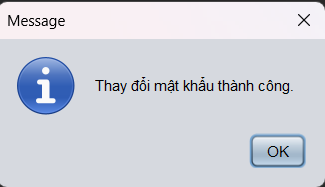 Message
Thay đổi mật khẩu thành công.
OK